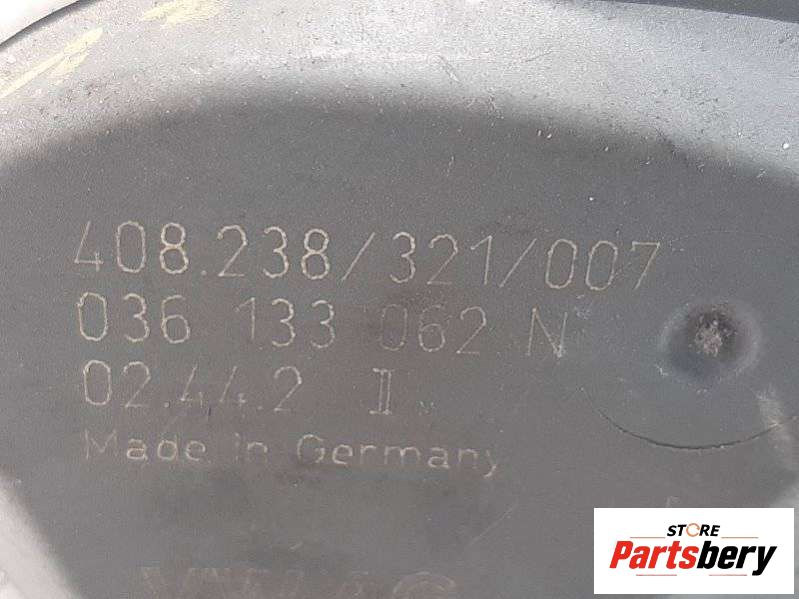 408.238/321/007
036 133 062 N
02.44.2 II
Made in Germany
STORE
Partsbery